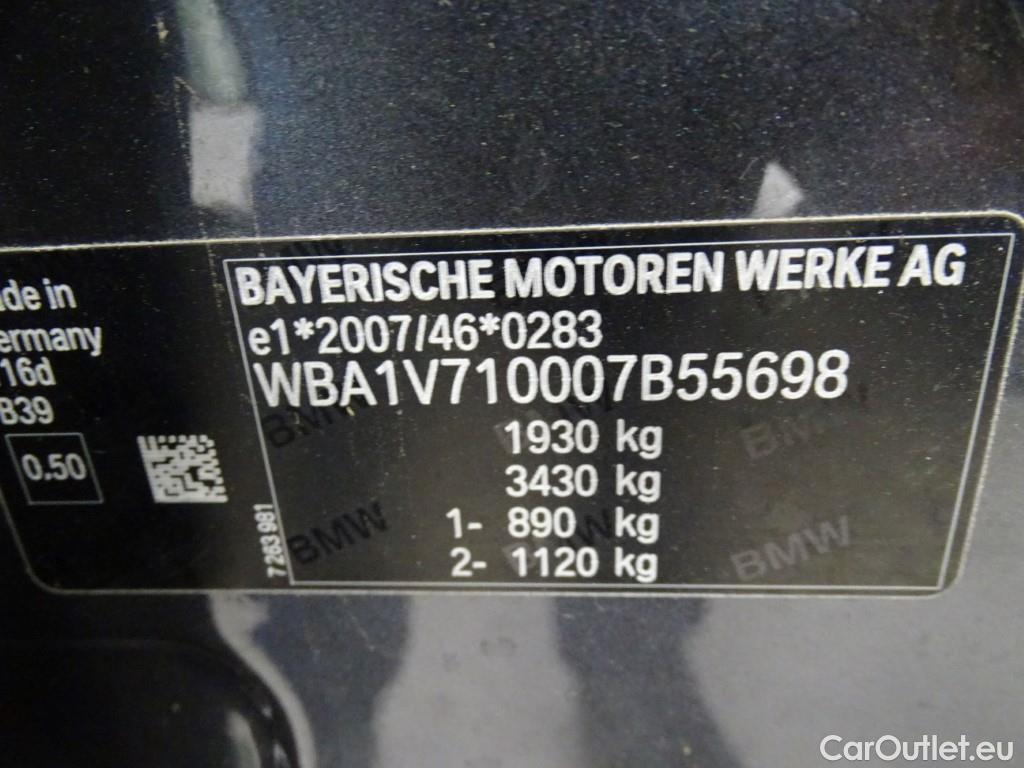 de in
ermany
16d
B39
0.50
7 263 981
BAYERISCHE MOTOREN WERKE AG
e1*2007/46*0283
WBA1V710007B55698
1930 kg
3430 kg
1- 890 kg
2- 1120 kg
BMW
BMW
BMW
BMW
CarOutlet.eu